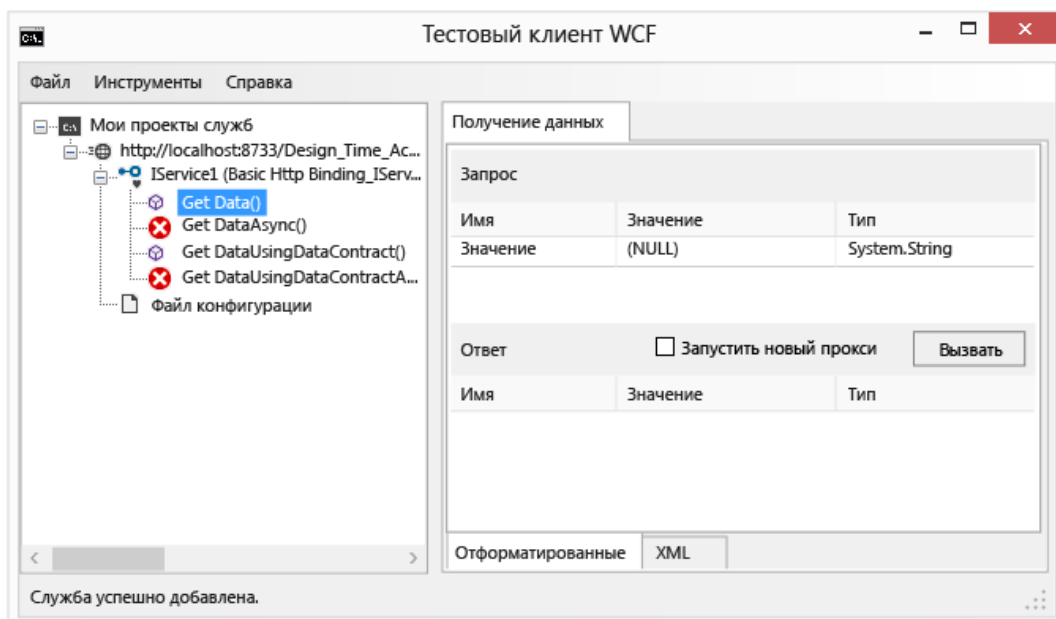 Тестовый клиент WCF
Файл Инструменты Справка
Мои проекты служб
http://localhost:8733/Design_Time_Ac...
IService1 (Basic Http Binding_IServ...
Get Data()
Get DataAsync()
Get DataUsingDataContract()
Get DataUsingDataContractA...
Файл конфигурации
Получение данных
Запрос
Имя Значение Тип
Значение (NULL) System.String
Ответ Запустить новый прокси Вызвать
Имя Значение Тип
Отформатированные XML
Служба успешно добавлена.